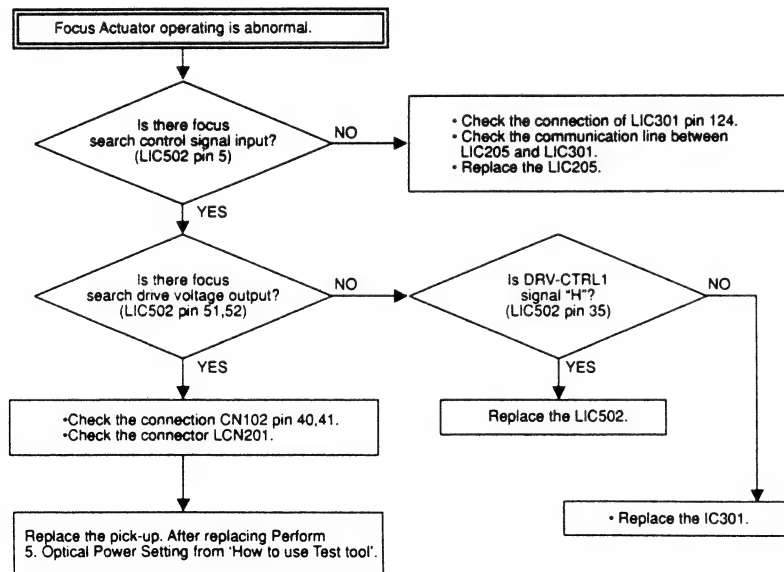 Focus Actuator operating is abnormal.
Is there focus
search control signal input?
(LIC502 pin 5)
NO
• Check the connection of LIC301 pin 124.
• Check the communication line between
LIC205 and LIC301.
• Replace the LIC205.
YES
Is there focus
search drive voltage output?
(LIC502 pin 51,52)
NO
Is DRV-CTRL1
signal “H”?
(LIC502 pin 35)
NO
YES
YES
•Check the connection CN102 pin 40,41.
•Check the connector LCN201.
Replace the LIC502.
Replace the pick-up. After replacing Perform
5. Optical Power Setting from ‘How to use Test tool’.
• Replace the IC301.